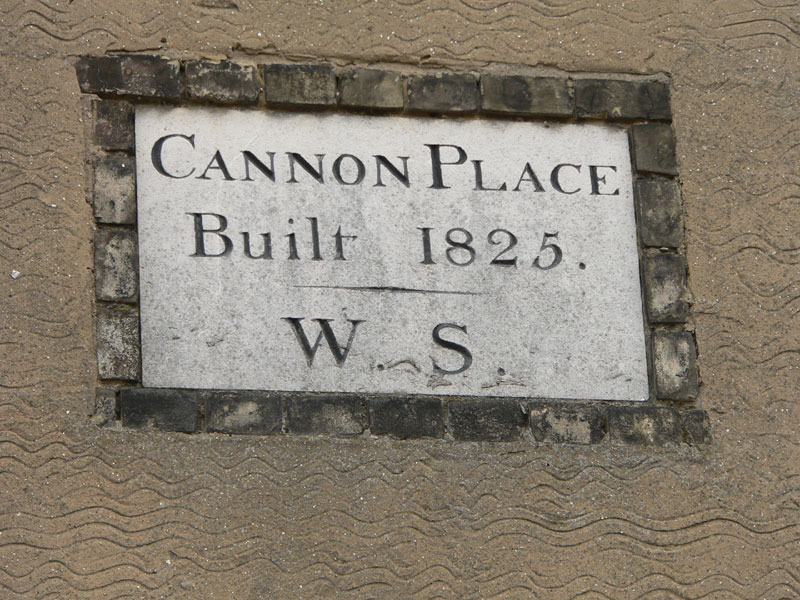 CANNON PLACE
Built 1825.
W. S.